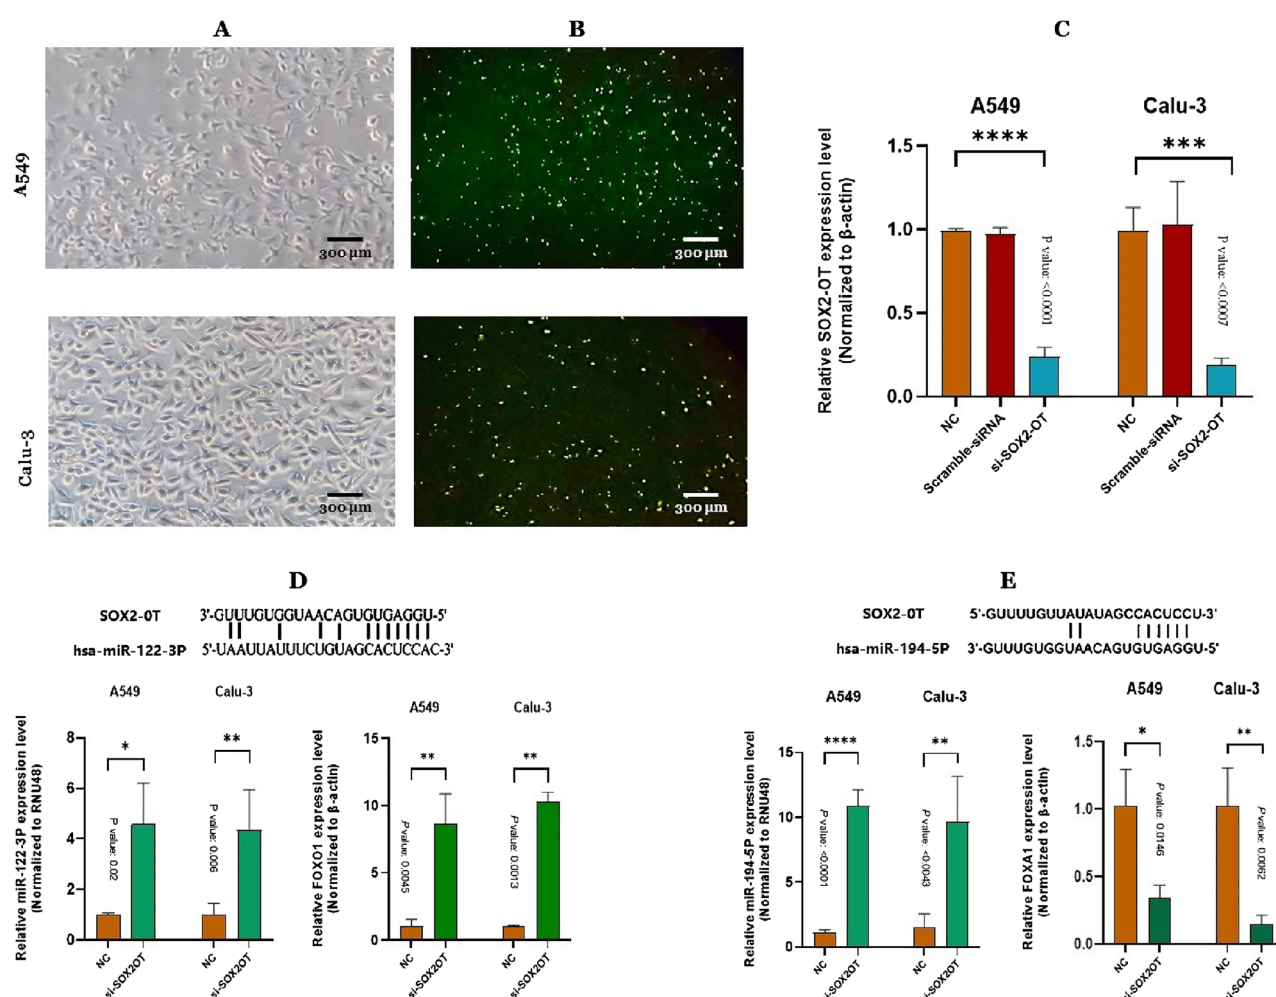 A
B
C
A549
300 µm
300 µm
Calu-3
300 µm
300 µm
A549
Calu-3
****
***
Relative SOX2-OT expression level
(Normalized to β-actin)
1.5
1.0
0.5
0.0
P value: <0.0001
P value: <0.0007
NC
Scramble-siRNA
si-SOX2-OT
NC
Scramble-siRNA
si-SOX2-OT
D
SOX2-0T
3'-GUUUGUGGUAACAGUGUGAGGU-5'
hsa-miR-122-3P
5'-UAAUUAUUUCUGUAGCACUCCAC-3'
A549
Calu-3
*
**
Relative miR-122-3P expression level
(Normalized to RNU48)
8
6
4
2
0
P value: 0.02
P value: 0.006
NC
si-SOX2OT
NC
si-SOX2OT
A549
Calu-3
**
**
Relative FOXO1 expression level
(Normalized to β-actin)
15
10
5
0
P value: 0.0045
P value: 0.0013
NC
si-SOX2OT
NC
si-SOX2OT
E
SOX2-0T
5'-GUUUUGUUAUAUAGCCACUCCU-3'
hsa-miR-194-5P
3'-GUUUGUGGUAACAGUGUGAGGU-5'
A549
Calu-3
****
**
Relative miR-194-5P expression level
(Normalized to RNU48)
15
10
5
0
P value: <0.0001
P value: <0.0043
NC
si-SOX2OT
NC
si-SOX2OT
A549
Calu-3
*
**
Relative FOXA1 expression level
(Normalized to β-actin)
1.5
1.0
0.5
0.0
P value: 0.0146
P value: 0.0062
NC
si-SOX2OT
NC
si-SOX2OT